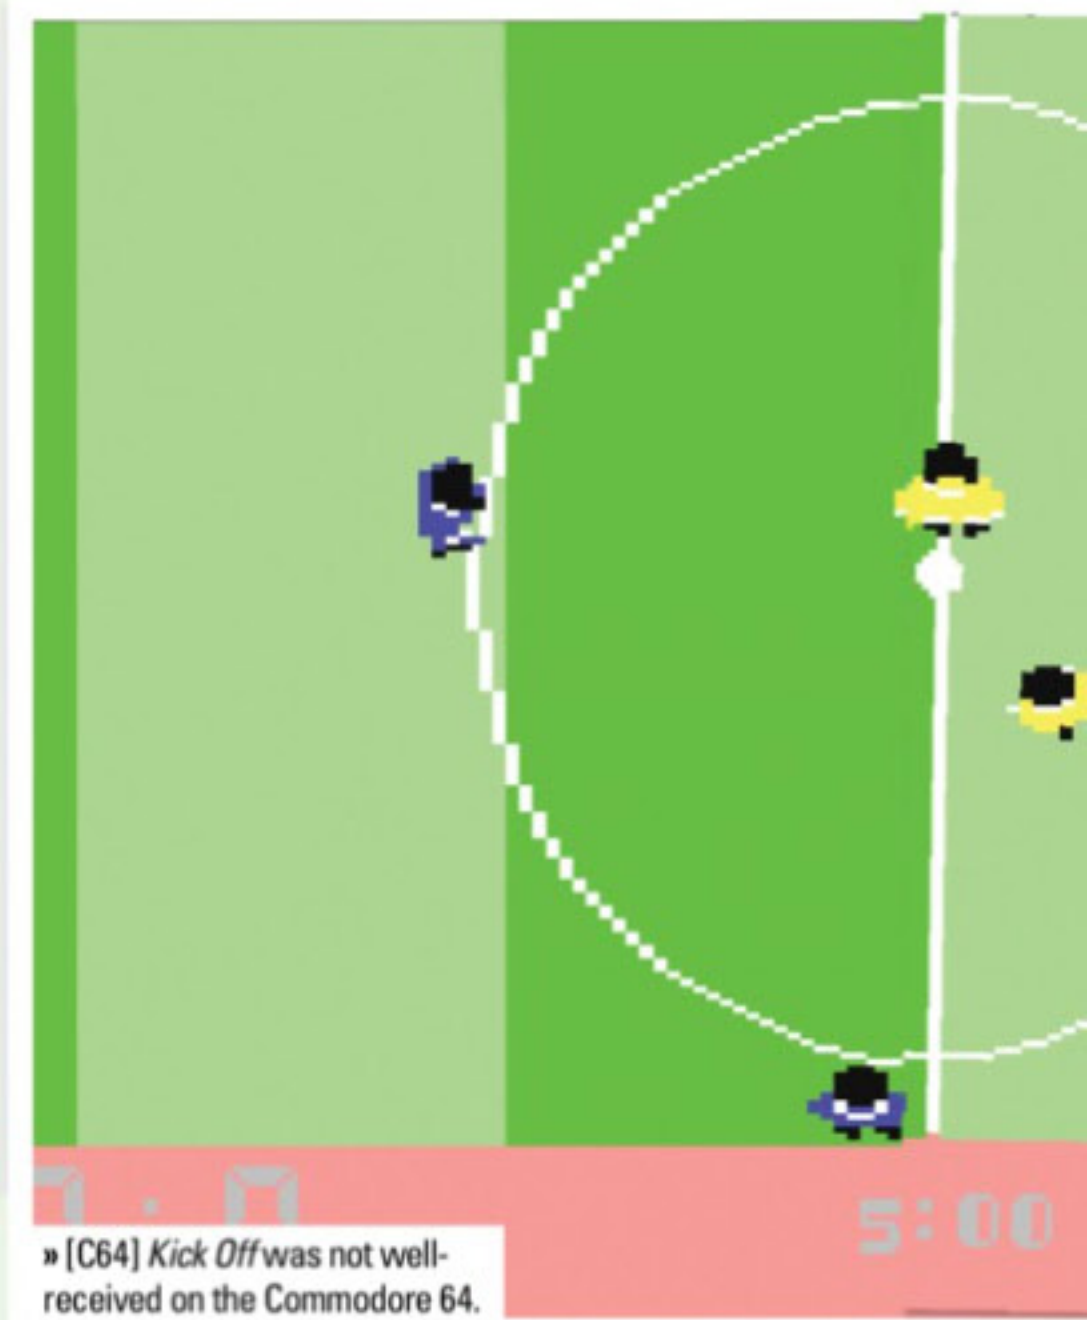 5:00
» [C64] Kick Off was not well-
received on the Commodore 64.